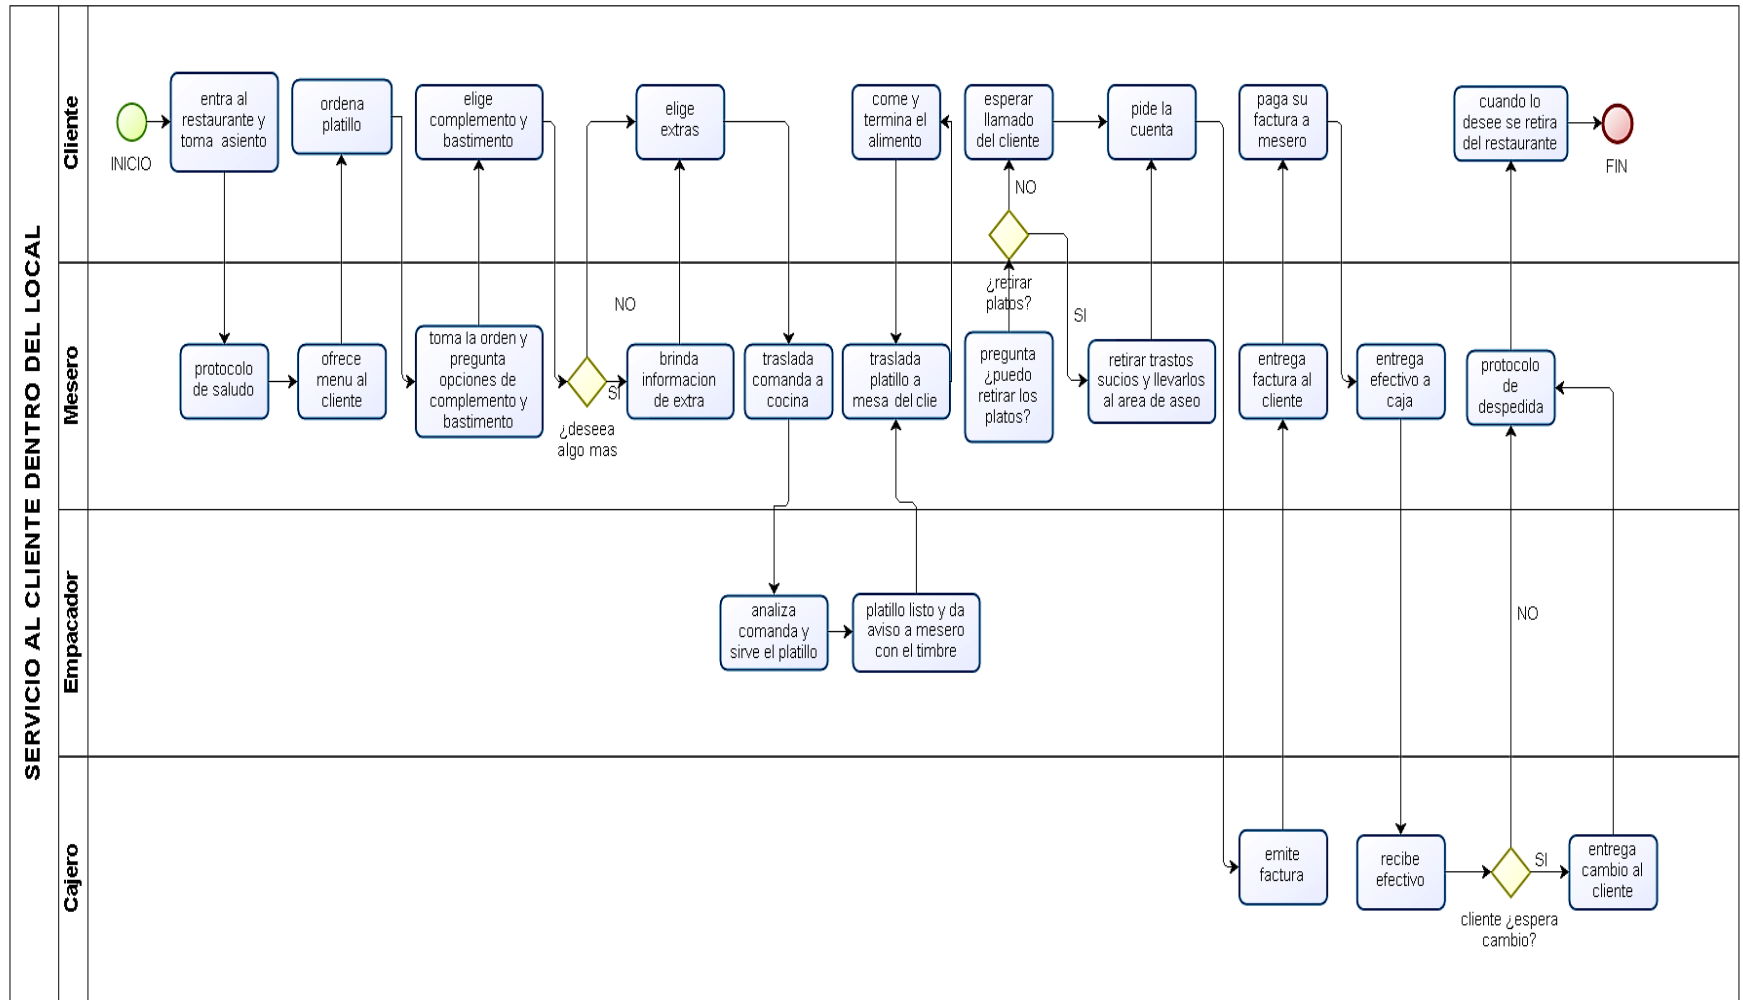 SERVICIO AL CLIENTE DENTRO DEL LOCAL
Cliente
INICIO
entra al
restaurante y
toma asiento
ordena
platillo
elige
complemento y
bastimento
elige
extras
come y
termina el
alimento
esperar
llamado
del cliente
pide la
cuenta
paga su
factura a
mesero
cuando lo
desee se retira
del restaurante
FIN
NO
Mesero
protocolo
de saludo
ofrece
menu al
cliente
toma la orden y
pregunta
opciones de
complemento y
bastimento
NO
SI
¿deseea
algo mas
brinda
informacion
de extra
traslada
comanda a
cocina
traslada
platillo a
mesa del clie
¿retirar
platos?
SI
pregunta
¿puedo
retirar los
platos?
retirar trastos
sucios y llevarlos
al area de aseo
entrega
factura al
cliente
entrega
efectivo a
caja
protocolo
de
despedida
Empacador
analiza
comanda y
sirve el platillo
platillo listo y da
aviso a mesero
con el timbre
NO
Cajero
emite
factura
recibe
efectivo
SI
cliente ¿espera
cambio?
entrega
cambio al
cliente